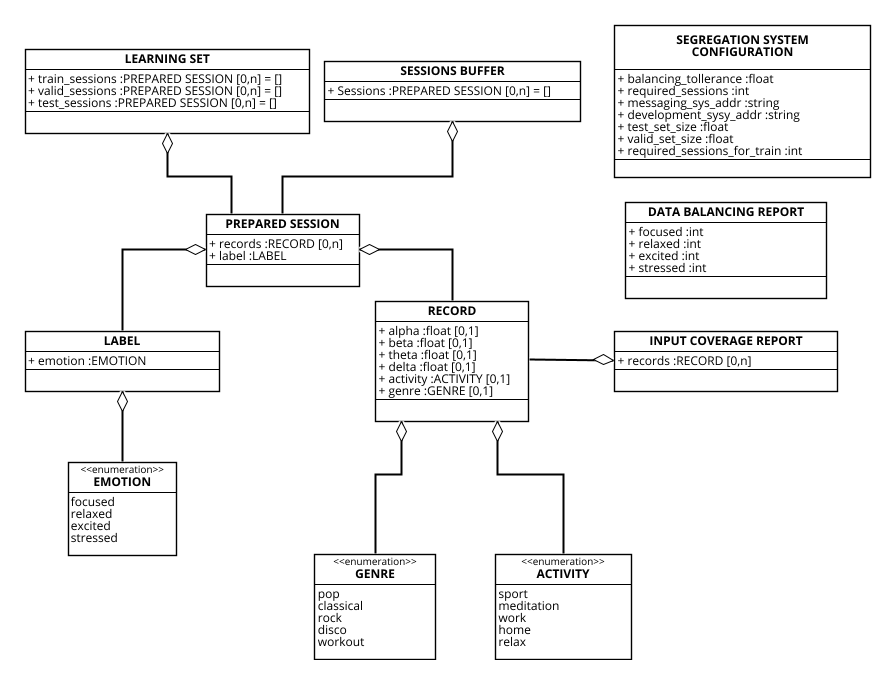 LEARNING SET
+ train_sessions :PREPARED SESSION [0,n] = []
+ valid_sessions :PREPARED SESSION [0,n] = []
+ test_sessions :PREPARED SESSION [0,n] = []
SESSIONS BUFFER
+ Sessions :PREPARED SESSION [0,n] = []
SEGREGATION SYSTEM
CONFIGURATION
+ balancing_tollerance :float
+ required_sessions :int
+ messaging_sys_addr :string
+ development_sysy_addr :string
+ test_set_size :float
+ valid_set_size :float
+ required_sessions_for_train :int
PREPARED SESSION
+ records :RECORD [0,n]
+ label :LABEL
DATA BALANCING REPORT
+ focused :int
+ relaxed :int
+ excited :int
+ stressed :int
LABEL
+ emotion :EMOTION
RECORD
+ alpha :float [0,1]
+ beta :float [0,1]
+ theta :float [0,1]
+ delta :float [0,1]
+ activity :ACTIVITY [0,1]
+ genre :GENRE [0,1]
INPUT COVERAGE REPORT
+ records :RECORD [0,n]
<<enumeration>>
EMOTION
focused
relaxed
excited
stressed
<<enumeration>>
GENRE
pop
classical
rock
disco
workout
<<enumeration>>
ACTIVITY
sport
meditation
work
home
relax